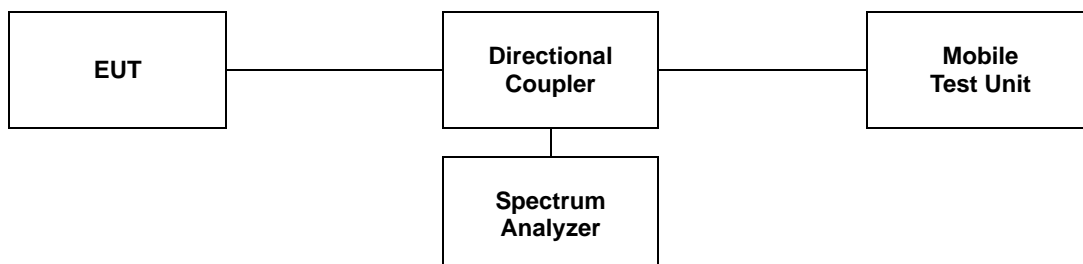 EUT
Directional
Coupler
Mobile
Test Unit
Spectrum
Analyzer